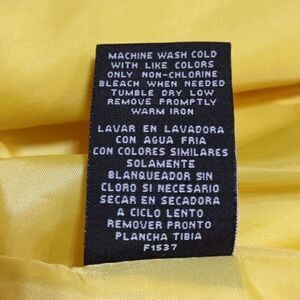 MACHINE WASH COLD
WITH LIKE COLORS
ONLY NON-CHLORINE
BLEACH WHEN NEEDED
TUMBLE DRY LOW
REMOVE PROMPTLY
WARM IRON
LAVAR EN LAVADORA
CON AGUA FRIA
CON COLORES SIMILARES
SOLAMENTE
BLANQUEADOR SIN
CLORO SI NECESARIO
SECAR EN SECADORA
A CICLO LENTO
REMOVER PRONTO
PLANCHA TIBIA
F1537